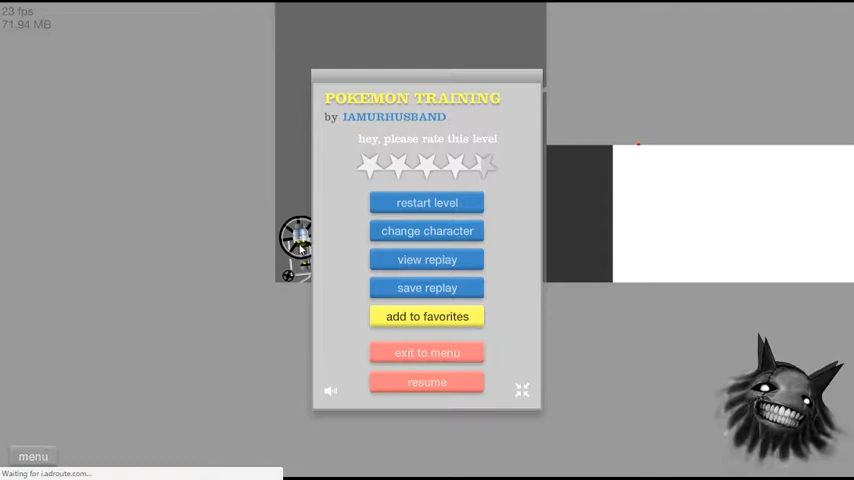 23 fps
71.94 MB
POKEMON TRAINING
by IAMURHUSBAND
hey, please rate this level
restart level
change character
view replay
save replay
add to favorites
exit to menu
resume
menu
Waiting for i.adroute.com...